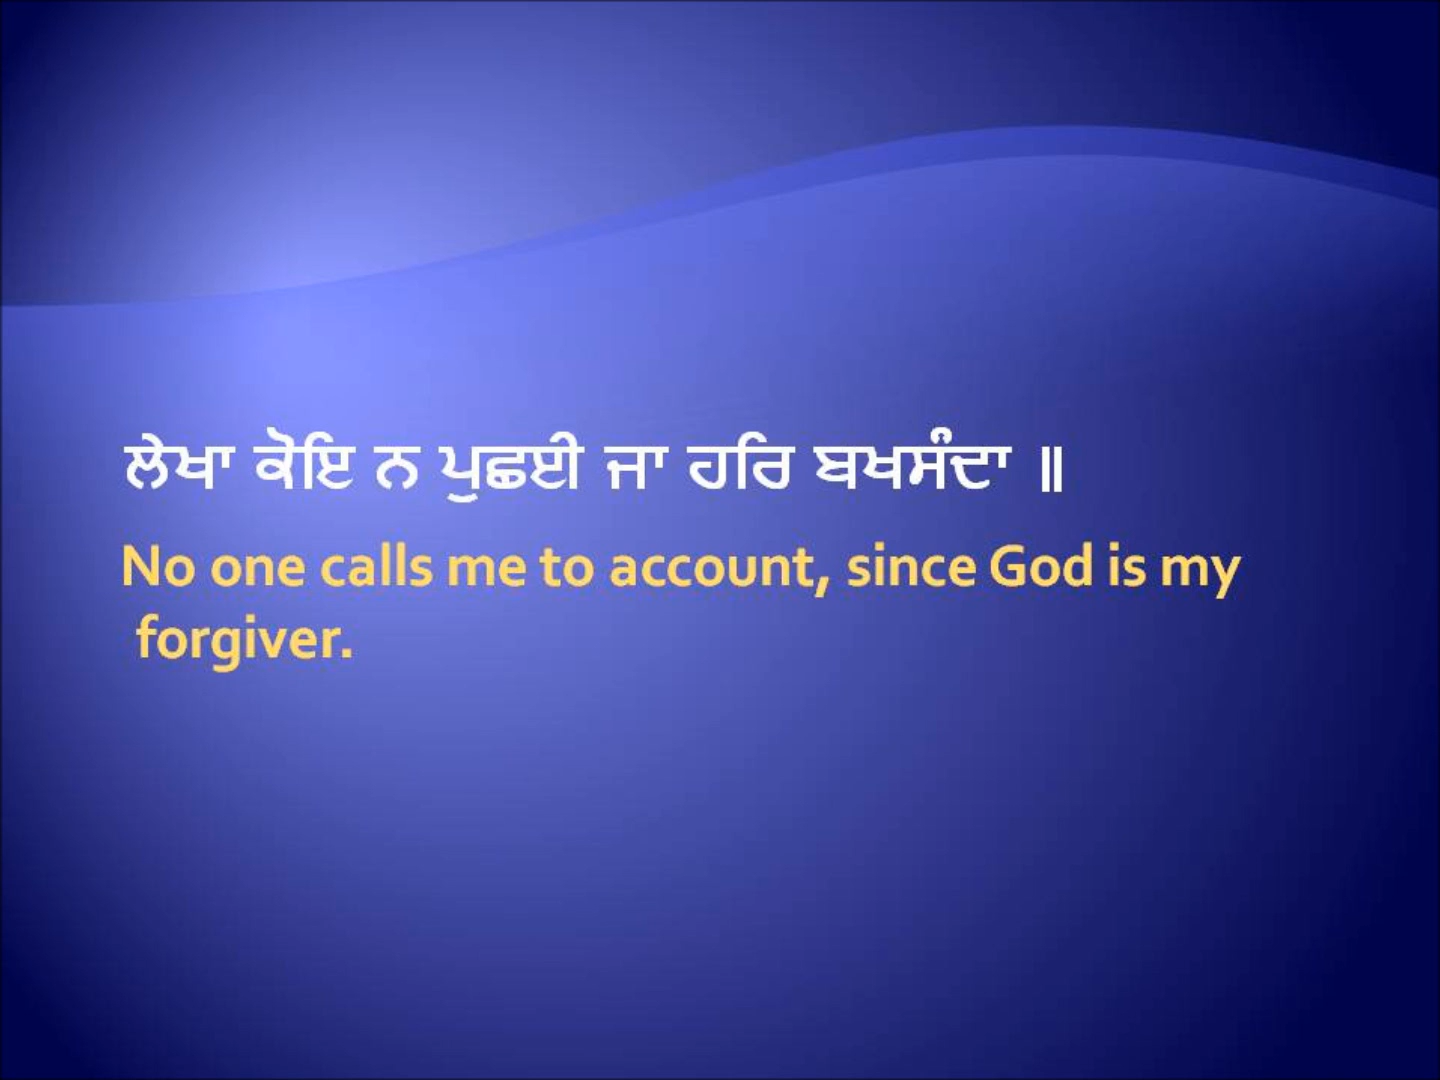 ਲੇਖਾ ਕੋਇ ਨ ਪੁਛਈ ਜਾ ਹਰਿ ਬਖਸੰਦਾ ॥
No one calls me to account, since God is my
forgiver.